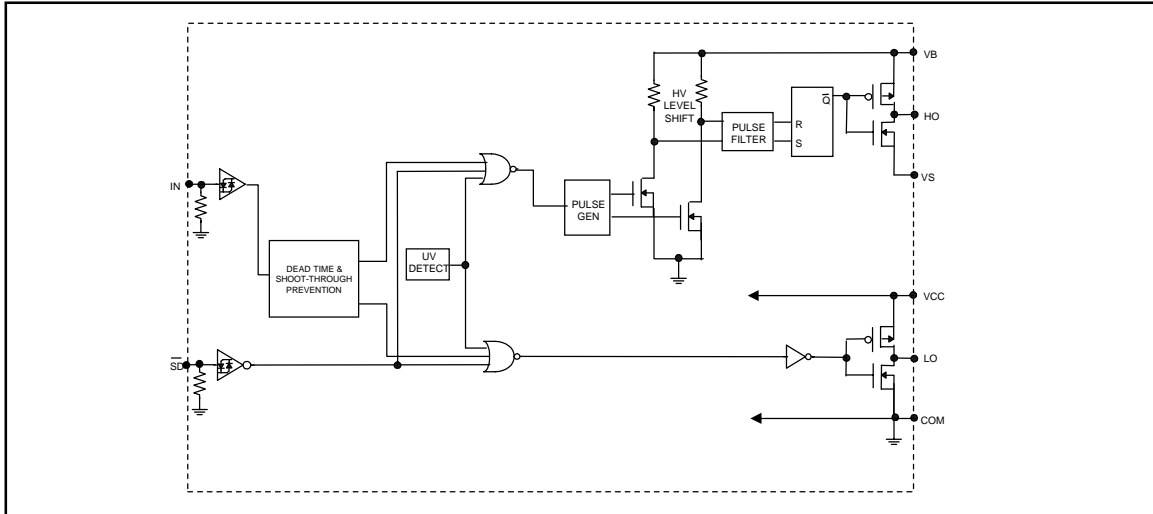 VB
HV
LEVEL
SHIFT
Q
HO
PULSE
FILTER
R
S
VS
IN
PULSE
GEN
DEAD TIME &
SHOOT-THROUGH
PREVENTION
UV
DETECT
VCC
SD
LO
COM